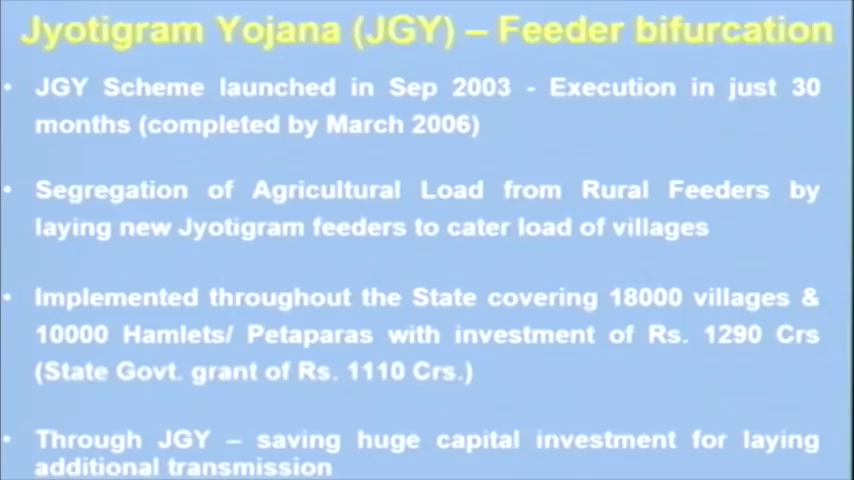 Jyotigram Yojana (JGY) – Feeder bifurcation
• JGY Scheme launched in Sep 2003 - Execution in just 30
months (completed by March 2006)
• Segregation of Agricultural Load from Rural Feeders by
laying new Jyotigram feeders to cater load of villages
• Implemented throughout the State covering 18000 villages &
10000 Hamlets/ Petaparas with investment of Rs. 1290 Crs
(State Govt. grant of Rs. 1110 Crs.)
• Through JGY – saving huge capital investment for laying
additional transmission